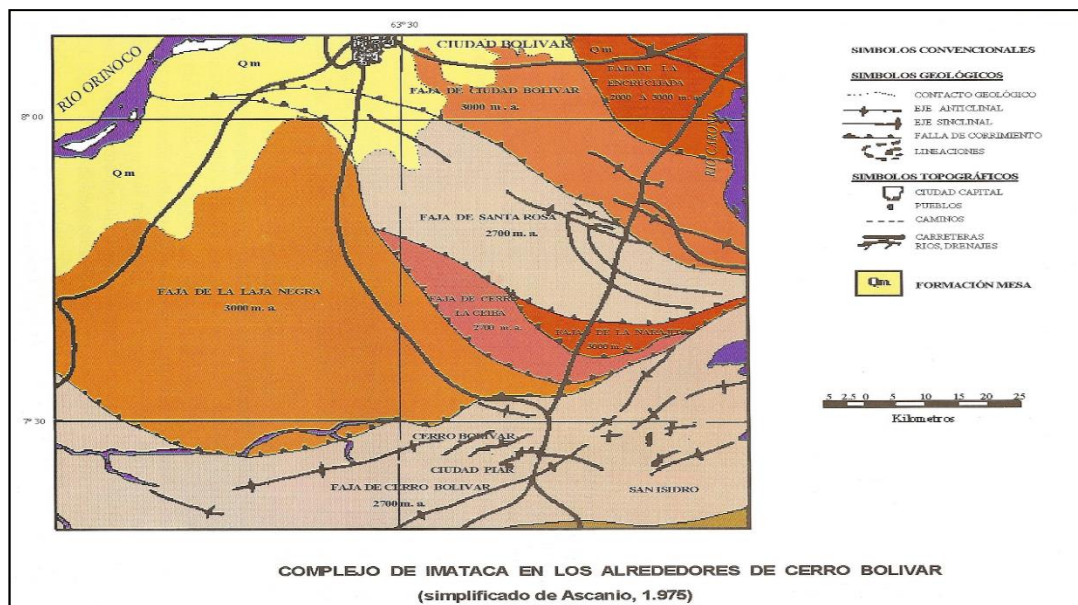 63°30
CIUDAD BOLIVAR
Qm
Qm
RIO ORINOCO
FAJA DE LA
ENCRUCIJADA
2000 A 3000 m. a.
FAJA DE CIUDAD BOLIVAR
3000 m. a.
8° 00
RIO CARONI
Qm
FAJA DE SANTA ROSA
2700 m. a.
FAJA DE LA LAJA NEGRA
3000 m. a.
FAJA DE CERRO
LA CEIBA
2700 m. a.
FAJA DE LA NARANJA
3000 m. a.
7° 30
CERRO BOLIVAR
CIUDAD PIAR
FAJA DE CERRO BOLIVAR
2700 m. a.
SAN ISIDRO
SIMBOLOS CONVENCIONALES
SIMBOLOS GEOLÓGICOS
CONTACTO GEOLÓGICO
EJE ANTICLINAL
EJE SINCLINAL
FALLA DE CORRIMIENTO
LINEACIONES
SIMBOLOS TOPOGRÁFICOS
CIUDAD CAPITAL
PUEBLOS
CAMINOS
CARRETERAS
RIOS, DRENAJES
Qm FORMACIÓN MESA
5 2,5 0 5 10 15 20 25
Kilometros
COMPLEJO DE IMATACA EN LOS ALREDEDORES DE CERRO BOLIVAR
(simplificado de Ascanio, 1.975)